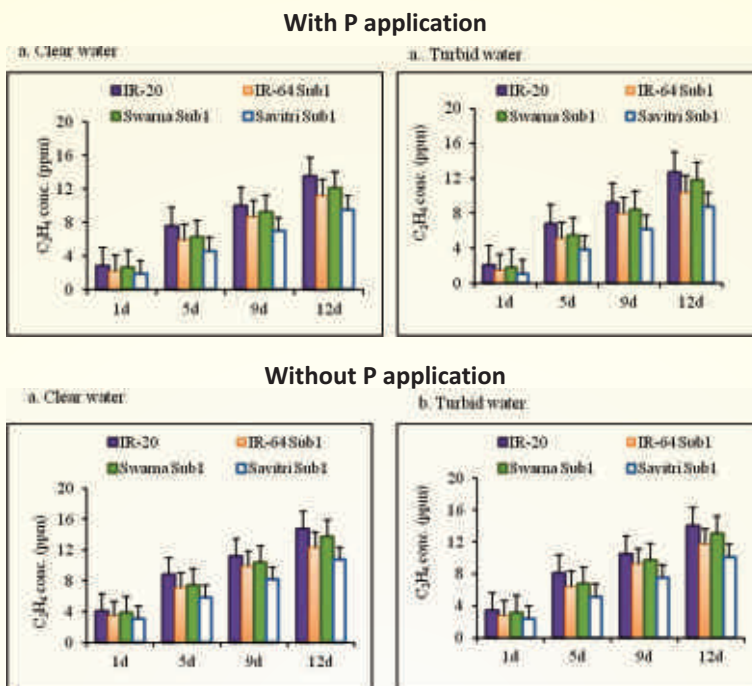 With P application
a. Clear water
IR-20 IR-64 Sub1
Swarna Sub1 Savitri Sub1
C₂H₄ conc. (ppm)
20
16
12
8
4
0
1d 5d 9d 12d
a. Turbid water
IR-20 IR-64 Sub1
Swarna Sub1 Savitri Sub1
C₂H₄ conc. (ppm)
20
16
12
8
4
0
1d 5d 9d 12d
Without P application
a. Clear water
IR-20 IR-64 Sub1
Swarna Sub1 Savitri Sub1
C₂H₄ conc. (ppm)
20
16
12
8
4
0
1d 5d 9d 12d
b. Turbid water
IR-20 IR-64 Sub1
Swarna Sub1 Savitri Sub1
C₂H₄ conc. (ppm)
20
16
12
8
4
0
1d 5d 9d 12d